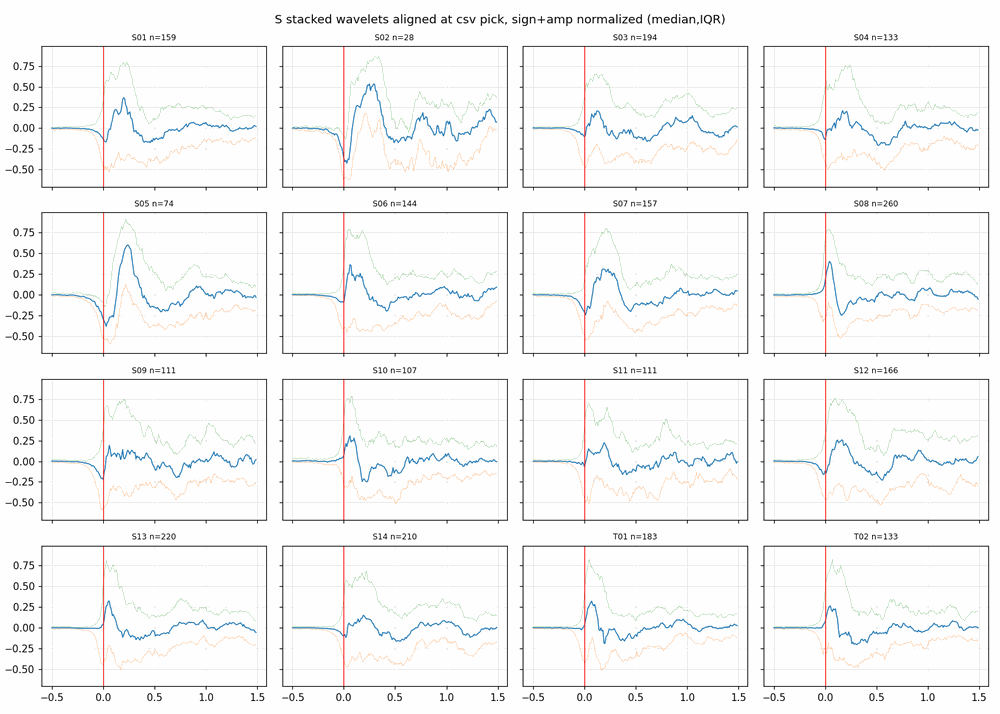 S stacked wavelets aligned at csv pick, sign+amp normalized (median,IQR)
S01 n=159
S02 n=28
S03 n=194
S04 n=133
0.75
0.50
0.25
0.00
−0.25
−0.50
S05 n=74
S06 n=144
S07 n=157
S08 n=260
0.75
0.50
0.25
0.00
−0.25
−0.50
S09 n=111
S10 n=107
S11 n=111
S12 n=166
0.75
0.50
0.25
0.00
−0.25
−0.50
S13 n=220
S14 n=210
T01 n=183
T02 n=133
0.75
0.50
0.25
0.00
−0.25
−0.50
−0.5 0.0 0.5 1.0 1.5
−0.5 0.0 0.5 1.0 1.5
−0.5 0.0 0.5 1.0 1.5
−0.5 0.0 0.5 1.0 1.5